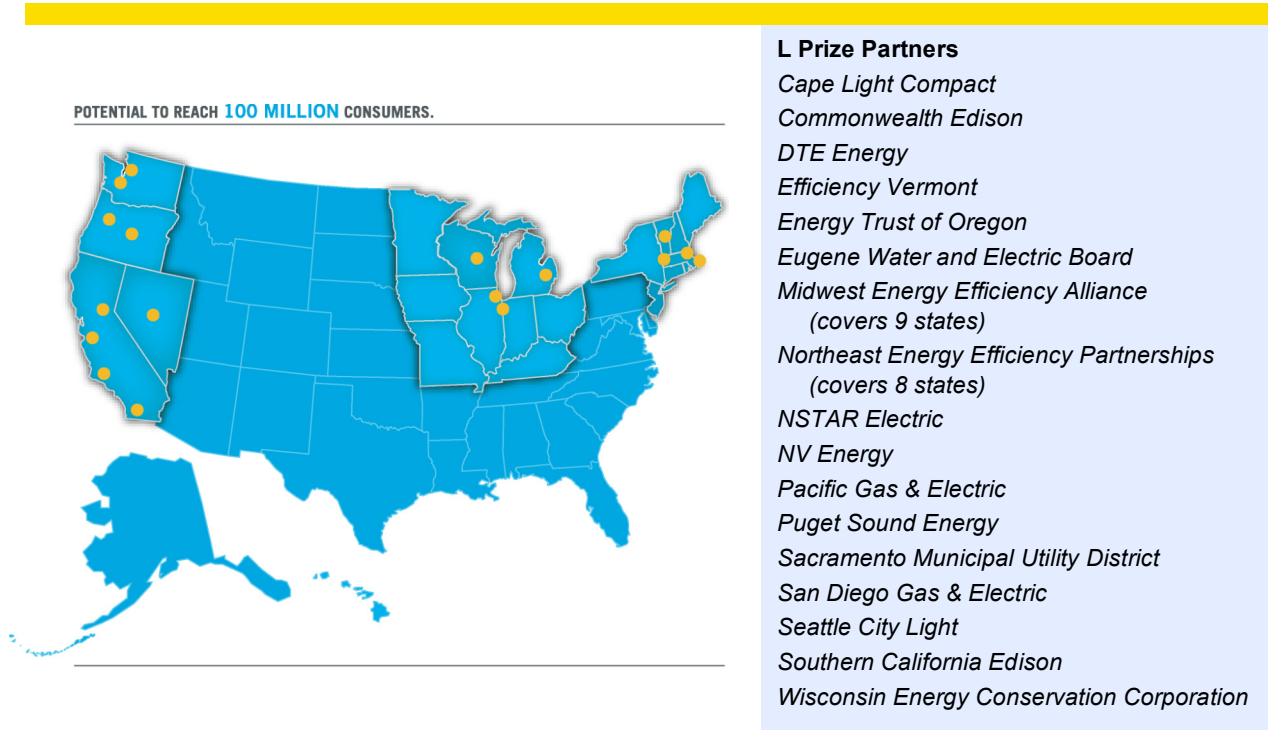 POTENTIAL TO REACH 100 MILLION CONSUMERS.
L Prize Partners
Cape Light Compact
Commonwealth Edison
DTE Energy
Efficiency Vermont
Energy Trust of Oregon
Eugene Water and Electric Board
Midwest Energy Efficiency Alliance
(covers 9 states)
Northeast Energy Efficiency Partnerships
(covers 8 states)
NSTAR Electric
NV Energy
Pacific Gas & Electric
Puget Sound Energy
Sacramento Municipal Utility District
San Diego Gas & Electric
Seattle City Light
Southern California Edison
Wisconsin Energy Conservation Corporation